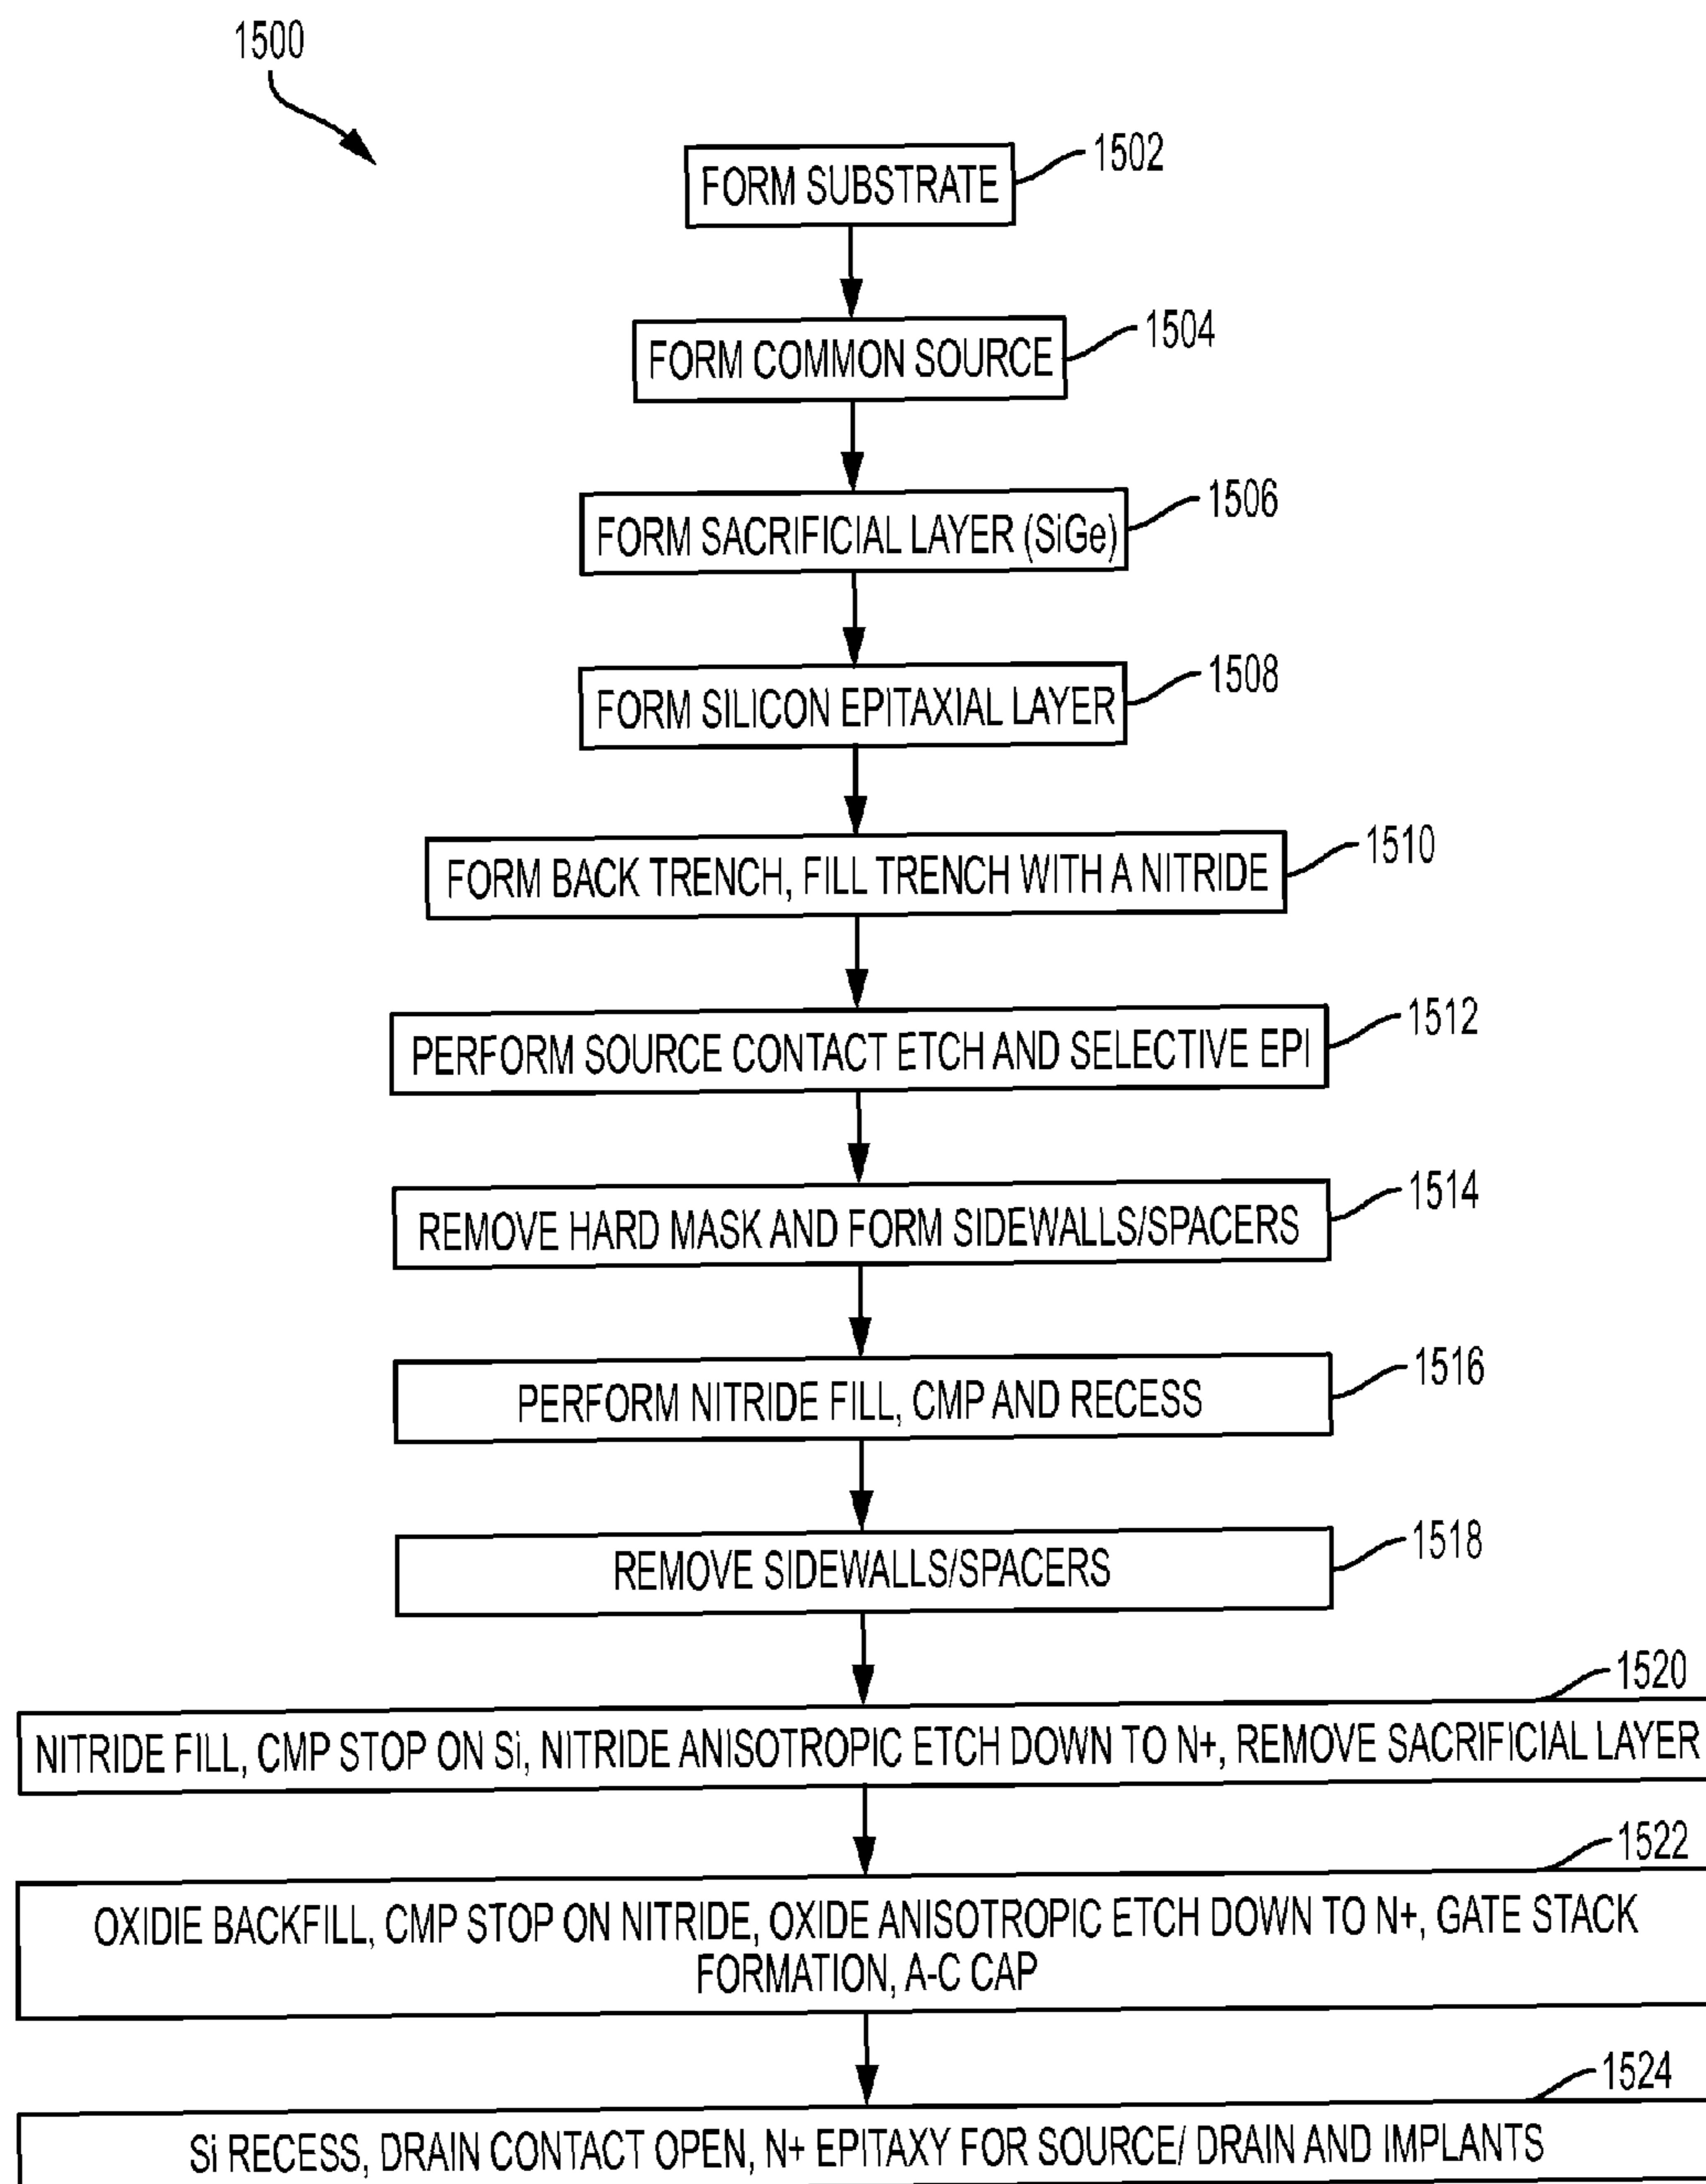 1500
FORM SUBSTRATE
1502
FORM COMMON SOURCE
1504
FORM SACRIFICIAL LAYER (SiGe)
1506
FORM SILICON EPITAXIAL LAYER
1508
FORM BACK TRENCH, FILL TRENCH WITH A NITRIDE
1510
PERFORM SOURCE CONTACT ETCH AND SELECTIVE EPI
1512
REMOVE HARD MASK AND FORM SIDEWALLS/SPACERS
1514
PERFORM NITRIDE FILL, CMP AND RECESS
1516
REMOVE SIDEWALLS/SPACERS
1518
1520
NITRIDE FILL, CMP STOP ON Si, NITRIDE ANISOTROPIC ETCH DOWN TO N+, REMOVE SACRIFICIAL LAYER
1522
OXIDIE BACKFILL, CMP STOP ON NITRIDE, OXIDE ANISOTROPIC ETCH DOWN TO N+, GATE STACK
FORMATION, A-C CAP
1524
Si RECESS, DRAIN CONTACT OPEN, N+ EPITAXY FOR SOURCE/ DRAIN AND IMPLANTS